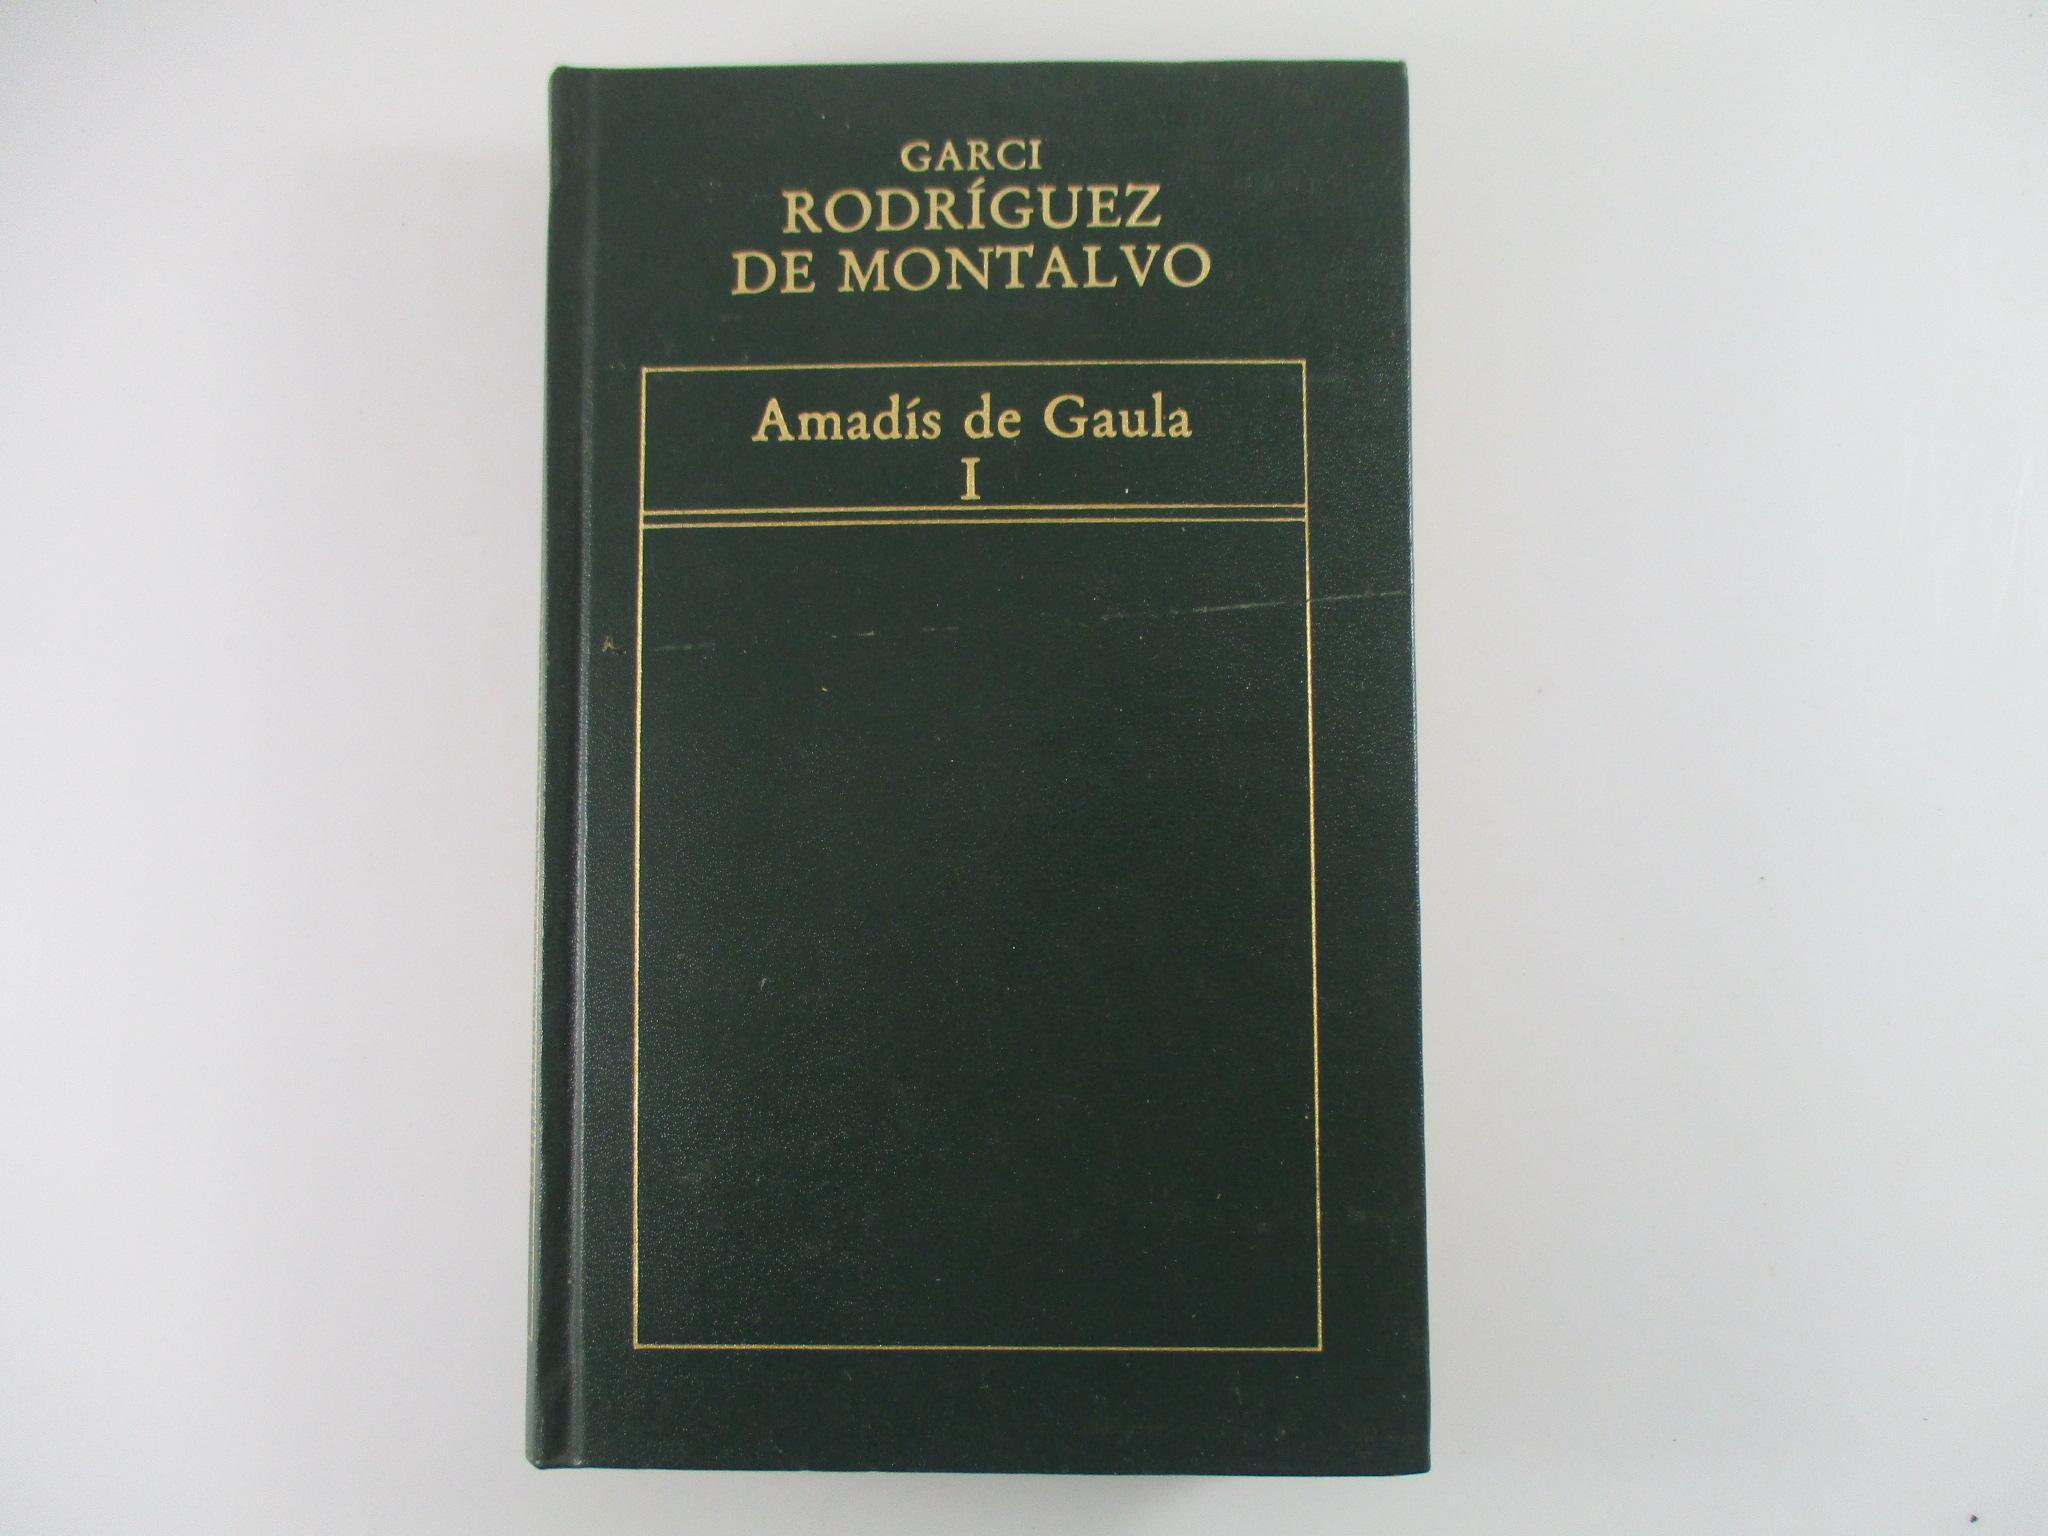 GARCI
RODRÍGUEZ
DE MONTALVO
Amadís de Gaula
I